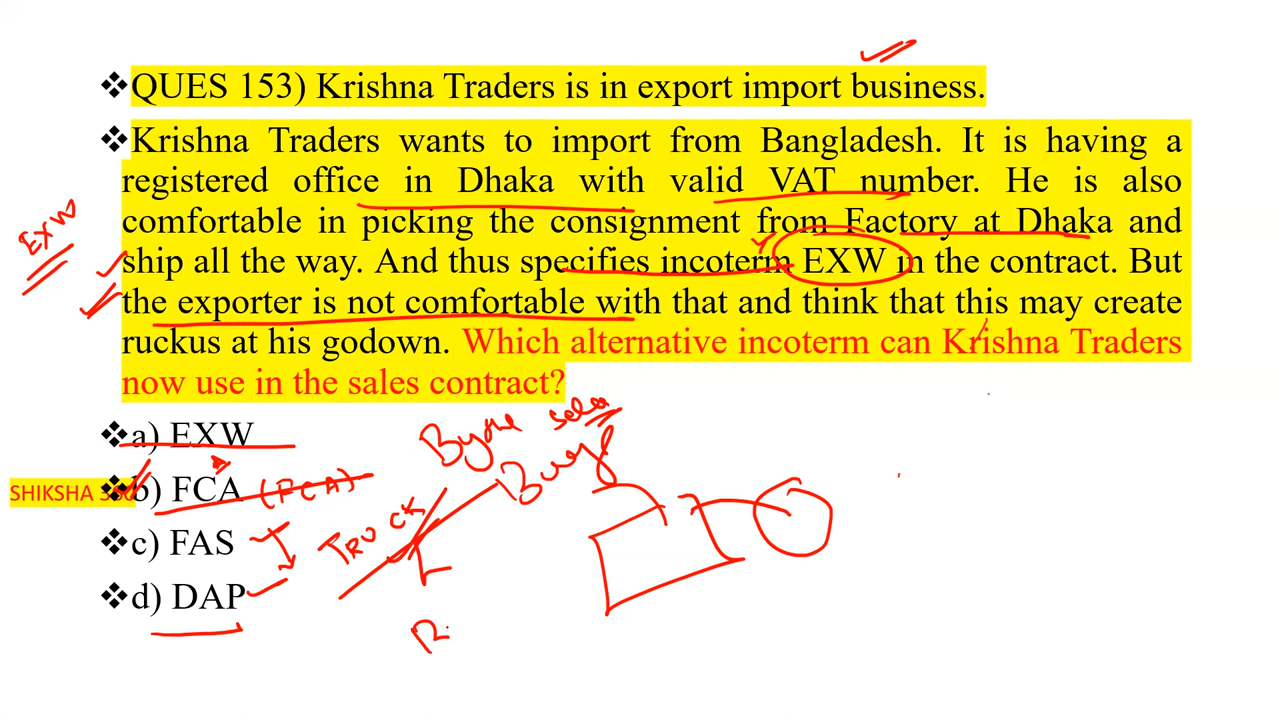 ❖QUES 153) Krishna Traders is in export import business.
❖Krishna Traders wants to import from Bangladesh. It is having a
registered office in Dhaka with valid VAT number. He is also
comfortable in picking the consignment from Factory at Dhaka and
EXW
ship all the way. And thus specifies incoterm EXW in the contract. But
the exporter is not comfortable with that and think that this may create
ruckus at his godown. Which alternative incoterm can Krishna Traders
now use in the sales contract?
❖a) EXW
By the
SHIKSHA
❖b) FCA (FCA)
❖c) FAS
TRUCK
❖d) DAP